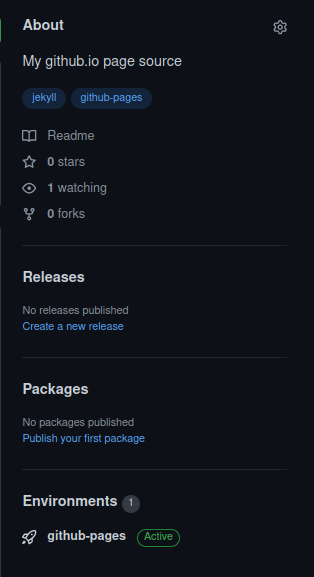 About
My github.io page source
jekyll github-pages
Readme
0 stars
1 watching
0 forks
Releases
No releases published
Create a new release
Packages
No packages published
Publish your first package
Environments 1
github-pages Active